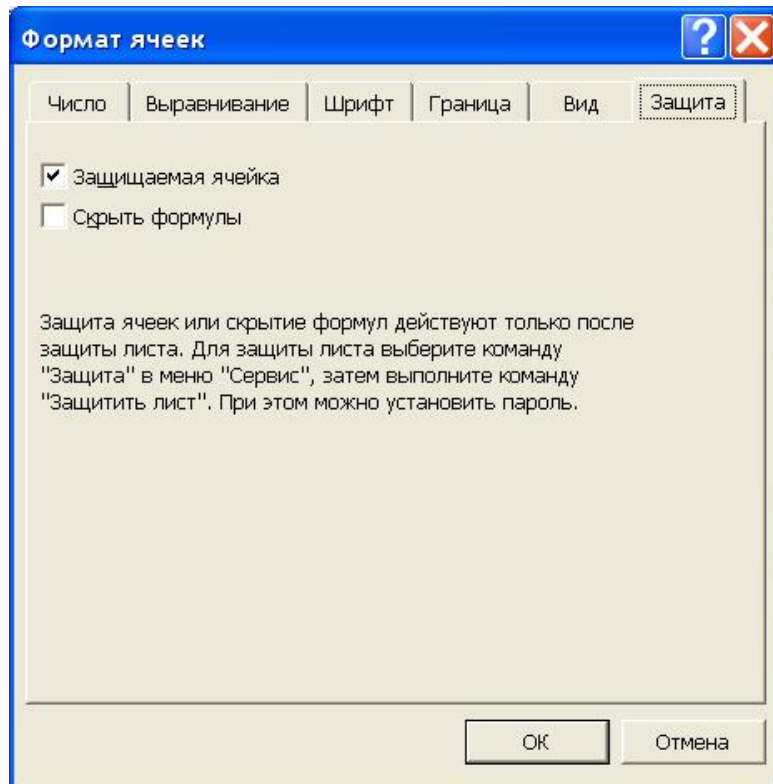 Формат ячеек
Число Выравнивание Шрифт Граница Вид Защита
Защищаемая ячейка
Скрыть формулы
Защита ячеек или скрытие формул действуют только после
защиты листа. Для защиты листа выберите команду
"Защита" в меню "Сервис", затем выполните команду
"Защитить лист". При этом можно установить пароль.
ОК Отмена